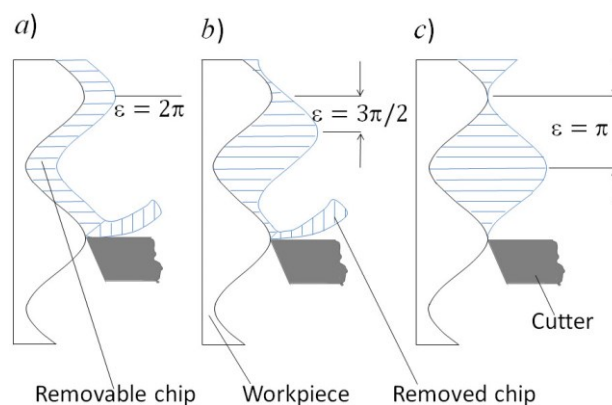 a)
b)
c)
ε = 2π
ε = 3π/2
ε = π
Cutter
Removable chip
Workpiece
Removed chip